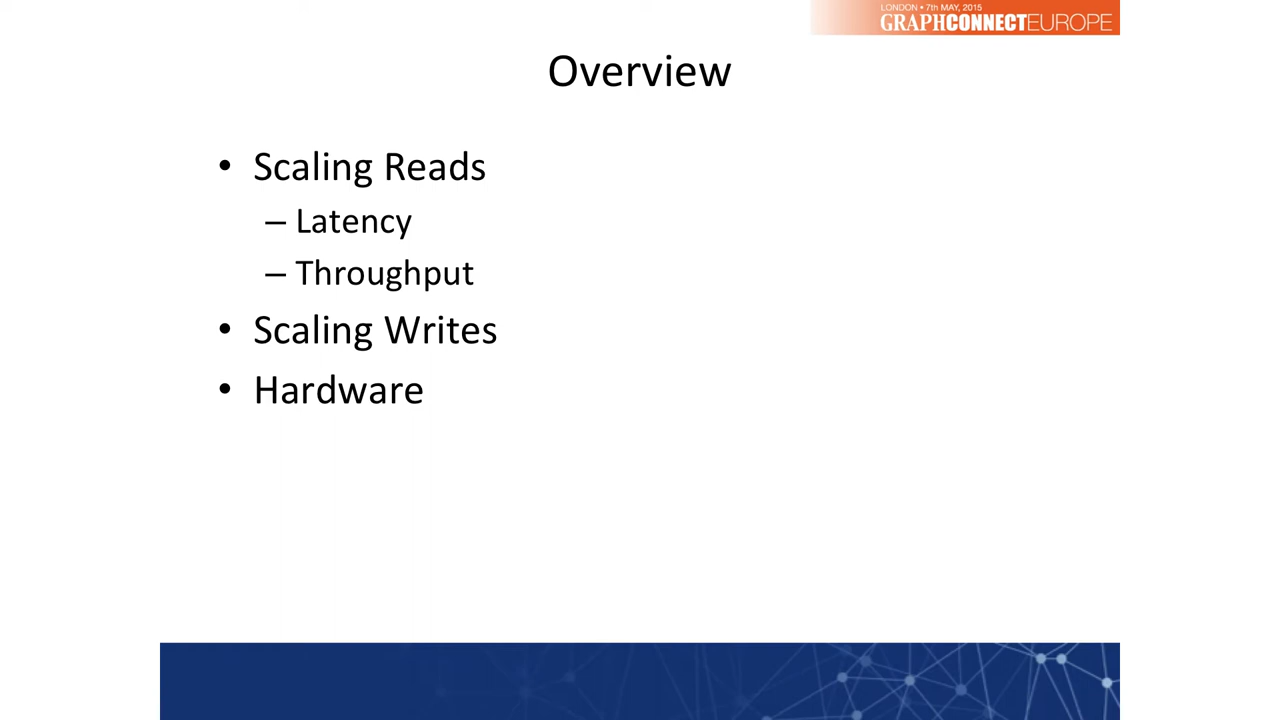 LONDON • 7th MAY, 2015
GRAPHCONNECTEUROPE
Overview
• Scaling Reads
– Latency
– Throughput
• Scaling Writes
• Hardware